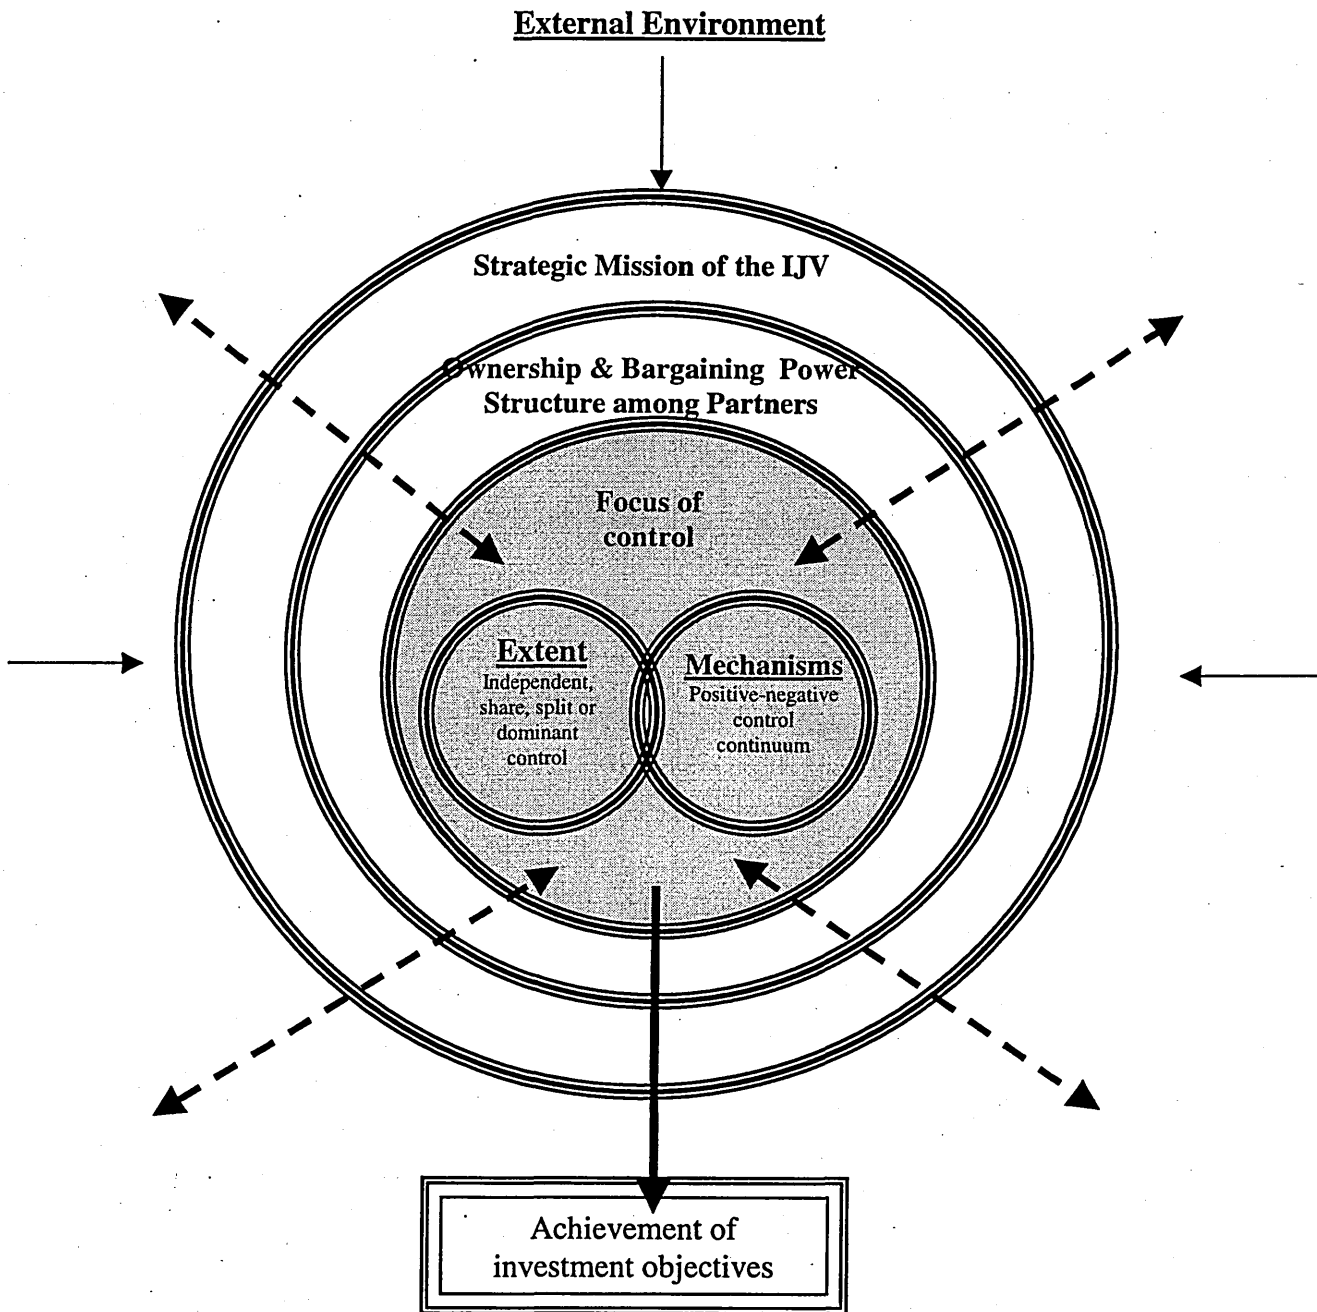 External Environment
Strategic Mission of the IJV
Ownership & Bargaining Power
Structure among Partners
Focus of
control
Extent
Independent,
share, split or
dominant
control
Mechanisms
Positive-negative
control
continuum
Achievement of
investment objectives